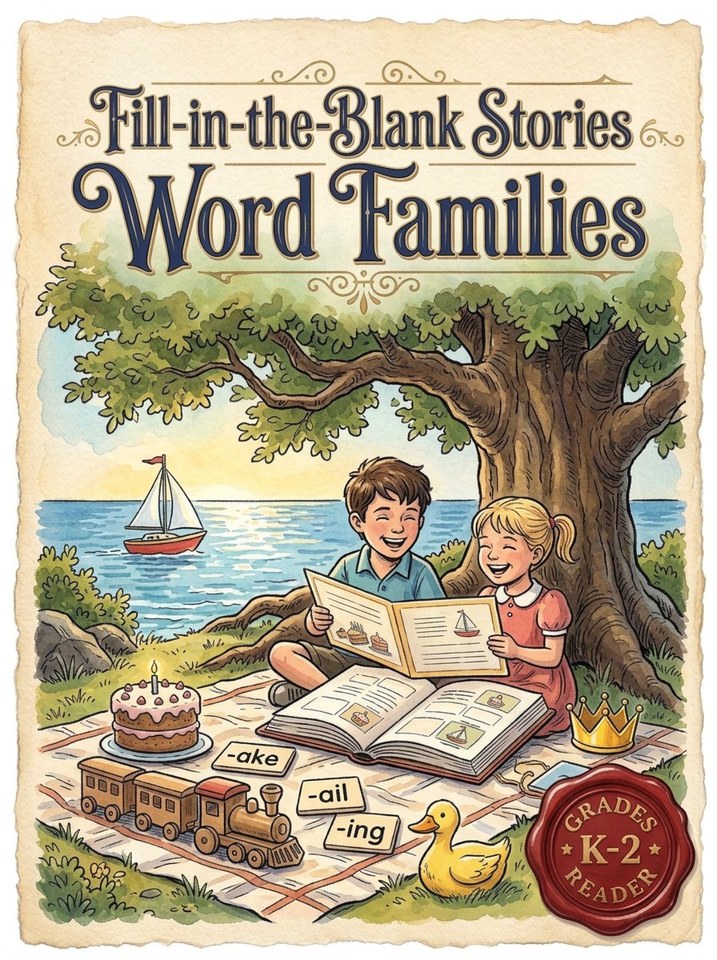 Fill-in-the-Blank Stories
Word Families
-ake
-ail
-ing
GRADES
K-2
READER